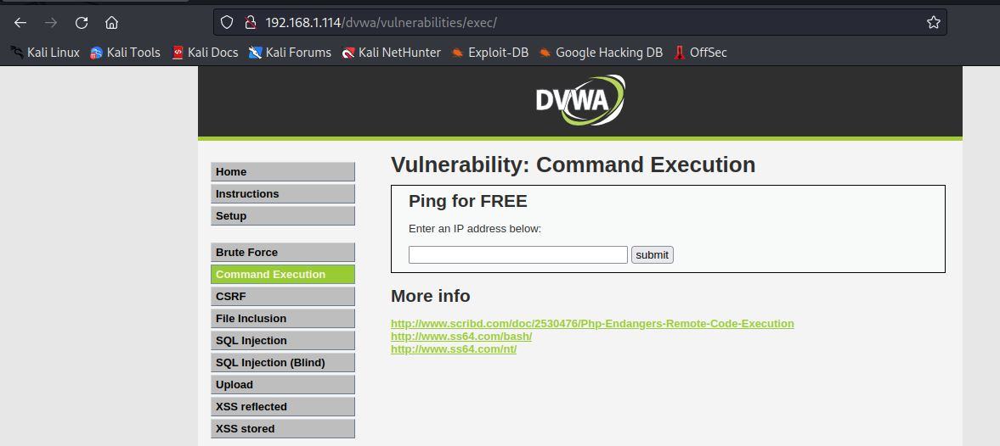 192.168.1.114/dvwa/vulnerabilities/exec/
Kali Linux Kali Tools Kali Docs Kali Forums Kali NetHunter Exploit-DB Google Hacking DB OffSec
DVWA
Home
Instructions
Setup
Brute Force
Command Execution
CSRF
File Inclusion
SQL Injection
SQL Injection (Blind)
Upload
XSS reflected
XSS stored
Vulnerability: Command Execution
Ping for FREE
Enter an IP address below:
submit
More info
http://www.scribd.com/doc/2530476/Php-Endangers-Remote-Code-Execution
http://www.ss64.com/bash/
http://www.ss64.com/nt/